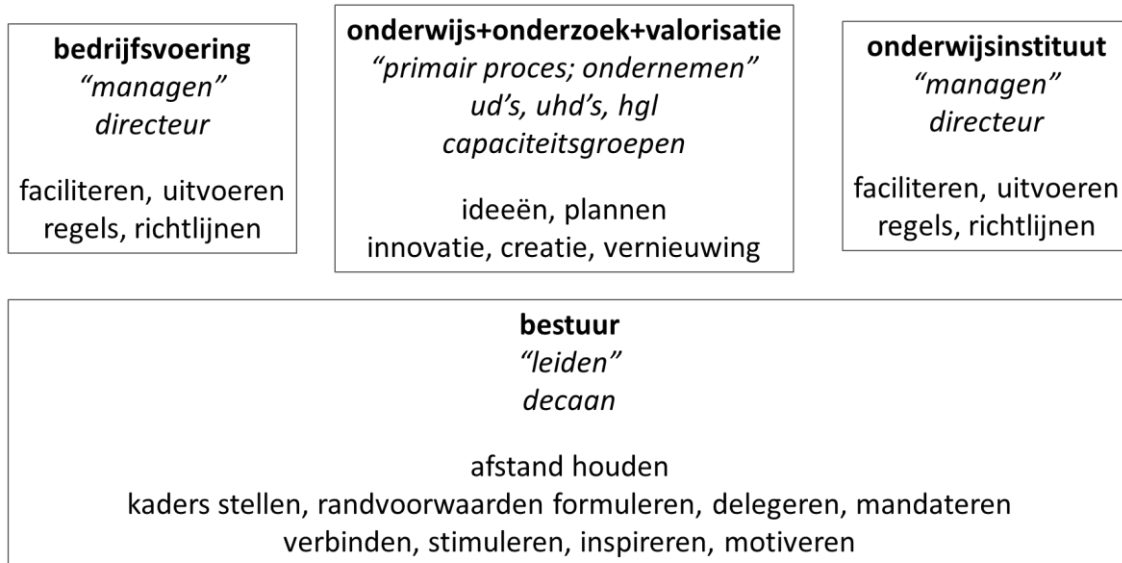 bedrijfsvoering
“managen”
directeur
faciliteren, uitvoeren
regels, richtlijnen
onderwijs+onderzoek+valorisatie
“primair proces; ondernemen”
ud’s, uhd’s, hgl
capaciteitsgroepen
ideeën, plannen
innovatie, creatie, vernieuwing
onderwijsinstituut
“managen”
directeur
faciliteren, uitvoeren
regels, richtlijnen
bestuur
“leiden”
decaan
afstand houden
kaders stellen, randvoorwaarden formuleren, delegeren, mandateren
verbinden, stimuleren, inspireren, motiveren